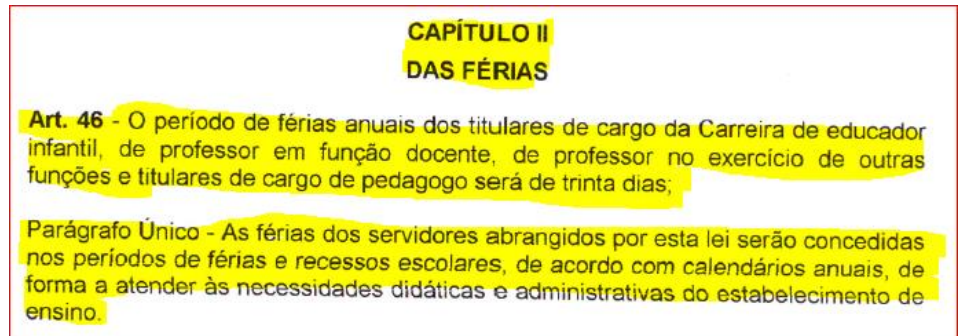 CAPÍTULO II
DAS FÉRIAS
Art. 46 - O período de férias anuais dos titulares de cargo da Carreira de educador
infantil, de professor em função docente, de professor no exercício de outras
funções e titulares de cargo de pedagogo será de trinta dias;
Parágrafo Único - As férias dos servidores abrangidos por esta lei serão concedidas
nos períodos de férias e recessos escolares, de acordo com calendários anuais, de
forma a atender às necessidades didáticas e administrativas do estabelecimento de
ensino.